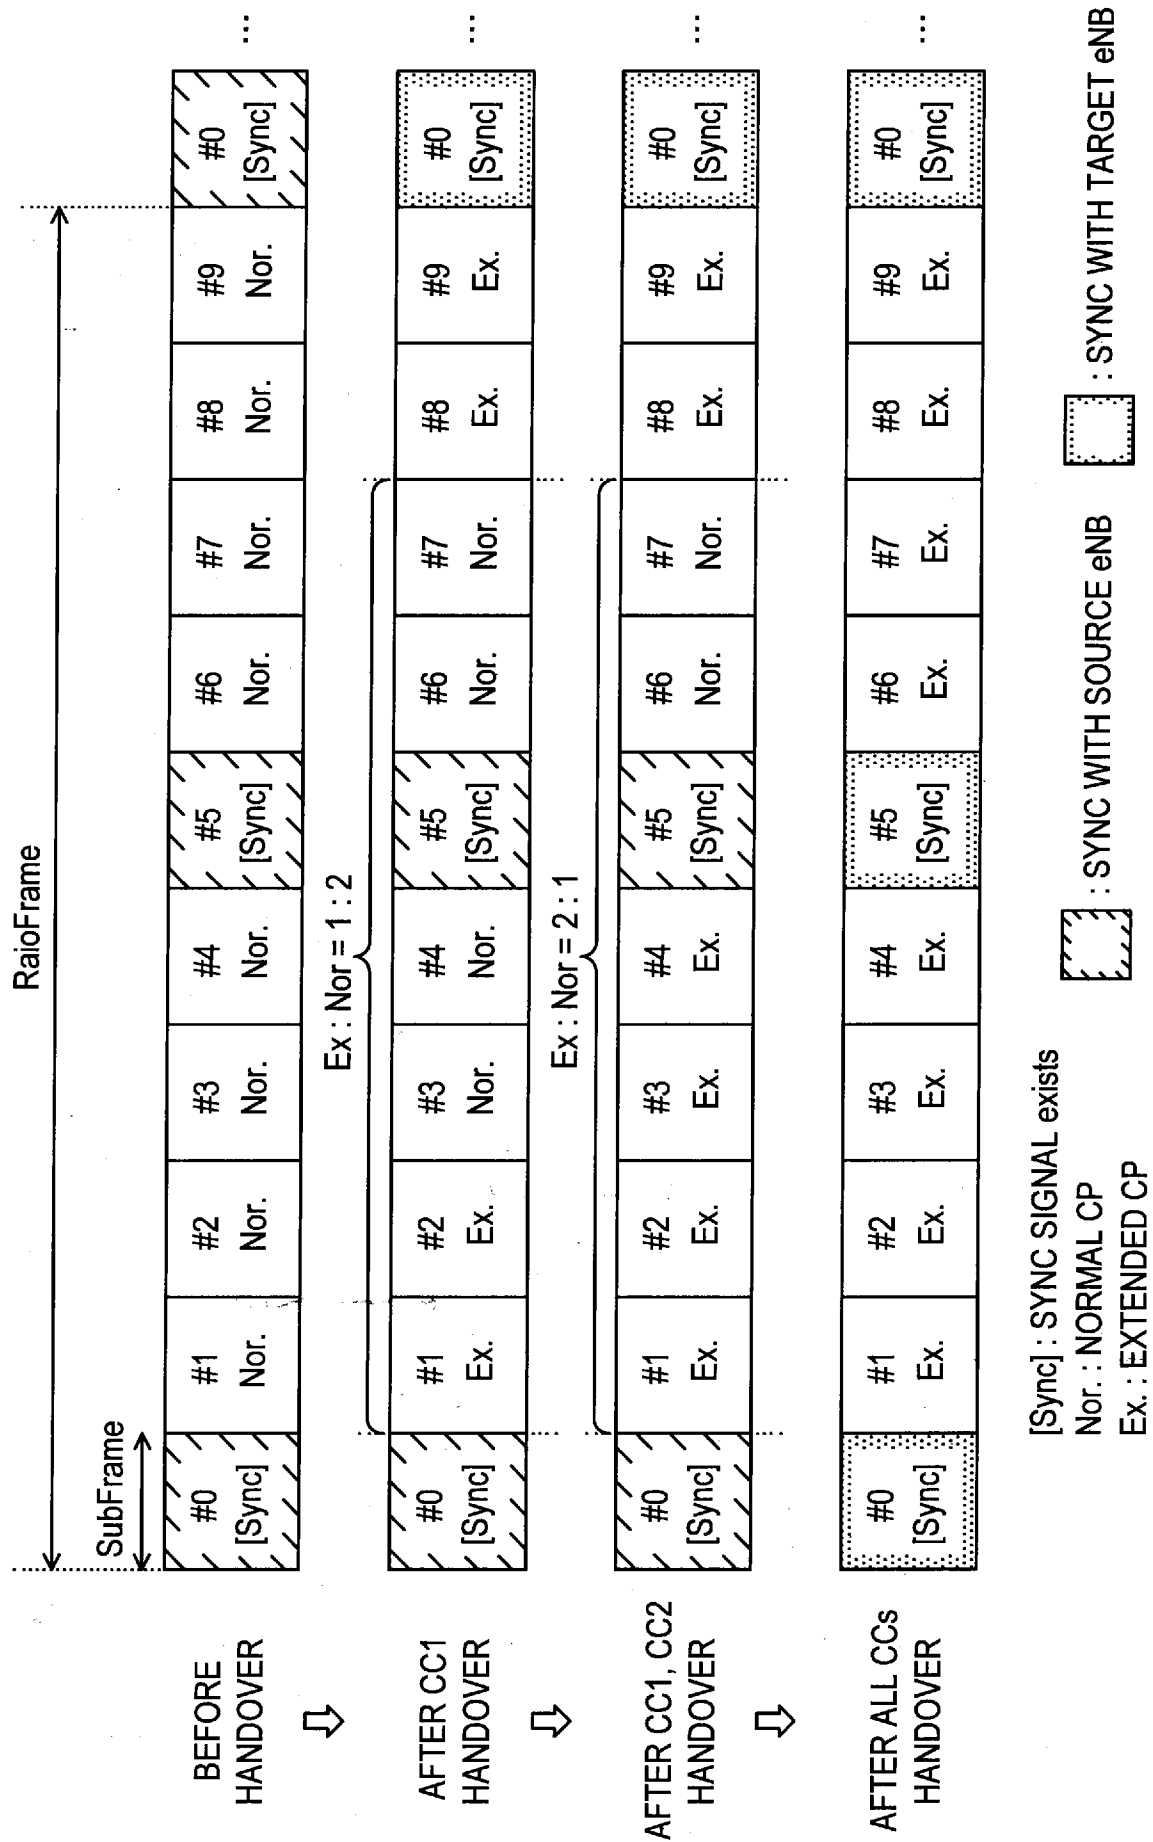 RaioFrame
SubFrame
BEFORE
HANDOVER
#0 #1 #2 #3 #4 #5 #6 #7 #8 #9 #0
[Sync] Nor. Nor. Nor. Nor. [Sync] Nor. Nor. Nor. Nor. [Sync] ...
Ex : Nor = 1 : 2
AFTER CC1
HANDOVER
#0 #1 #2 #3 #4 #5 #6 #7 #8 #9 #0
[Sync] Ex. Ex. Nor. Nor. [Sync] Nor. Nor. Ex. Ex. [Sync] ...
Ex : Nor = 2 : 1
AFTER CC1, CC2
HANDOVER
#0 #1 #2 #3 #4 #5 #6 #7 #8 #9 #0
[Sync] Ex. Ex. Ex. Ex. [Sync] Nor. Nor. Ex. Ex. [Sync] ...
AFTER ALL CCs
HANDOVER
#0 #1 #2 #3 #4 #5 #6 #7 #8 #9 #0
[Sync] Ex. Ex. Ex. Ex. [Sync] Ex. Ex. Ex. Ex. [Sync] ...
[Sync] : SYNC SIGNAL exists
Nor. : NORMAL CP
Ex. : EXTENDED CP
: SYNC WITH SOURCE eNB
: SYNC WITH TARGET eNB